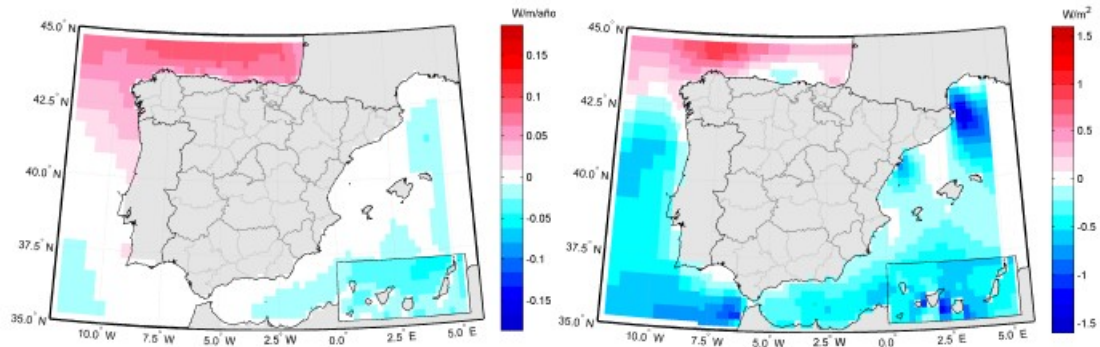 W/m/año
45.0° N
42.5° N
40.0° N
37.5° N
35.0° N
10.0° W
7.5° W
5.0° W
2.5° W
0.0°
2.5° E
5.0° E
0.15
0.1
0.05
0
-0.05
-0.1
-0.15
W/m²
45.0° N
42.5° N
40.0° N
37.5° N
35.0° N
10.0° W
7.5° W
5.0° W
2.5° W
0.0°
2.5° E
5.0° E
1.5
1
0.5
0
-0.5
-1
-1.5